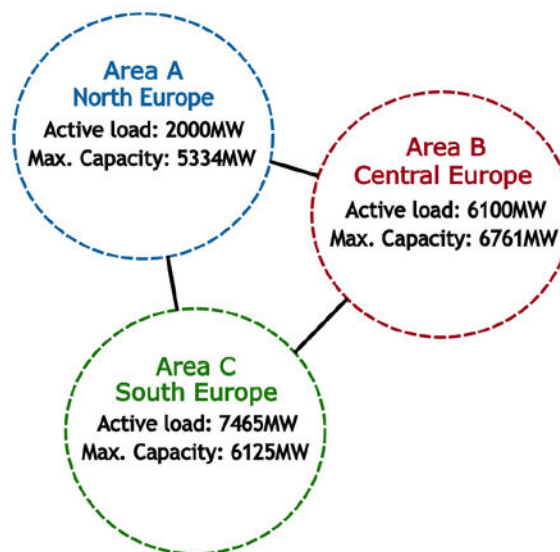 Area A
North Europe
Active load: 2000MW
Max. Capacity: 5334MW
Area B
Central Europe
Active load: 6100MW
Max. Capacity: 6761MW
Area C
South Europe
Active load: 7465MW
Max. Capacity: 6125MW